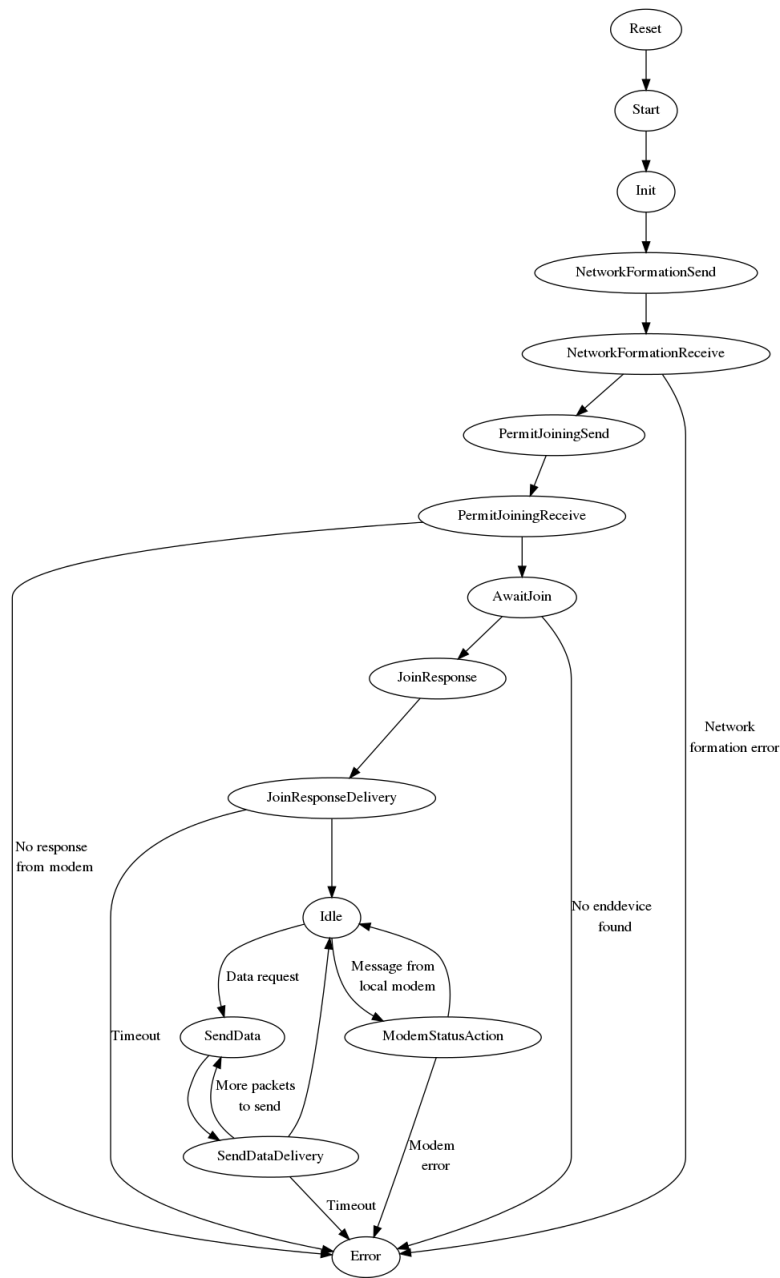 Reset
Start
Init
NetworkFormationSend
NetworkFormationReceive
PermitJoiningSend
PermitJoiningReceive
AwaitJoin
JoinResponse
Network
formation error
JoinResponseDelivery
No response
from modem
No enddevice
found
Idle
Data request
Message from
local modem
Timeout
SendData
ModemStatusAction
More packets
to send
Modem
error
SendDataDelivery
Timeout
Error